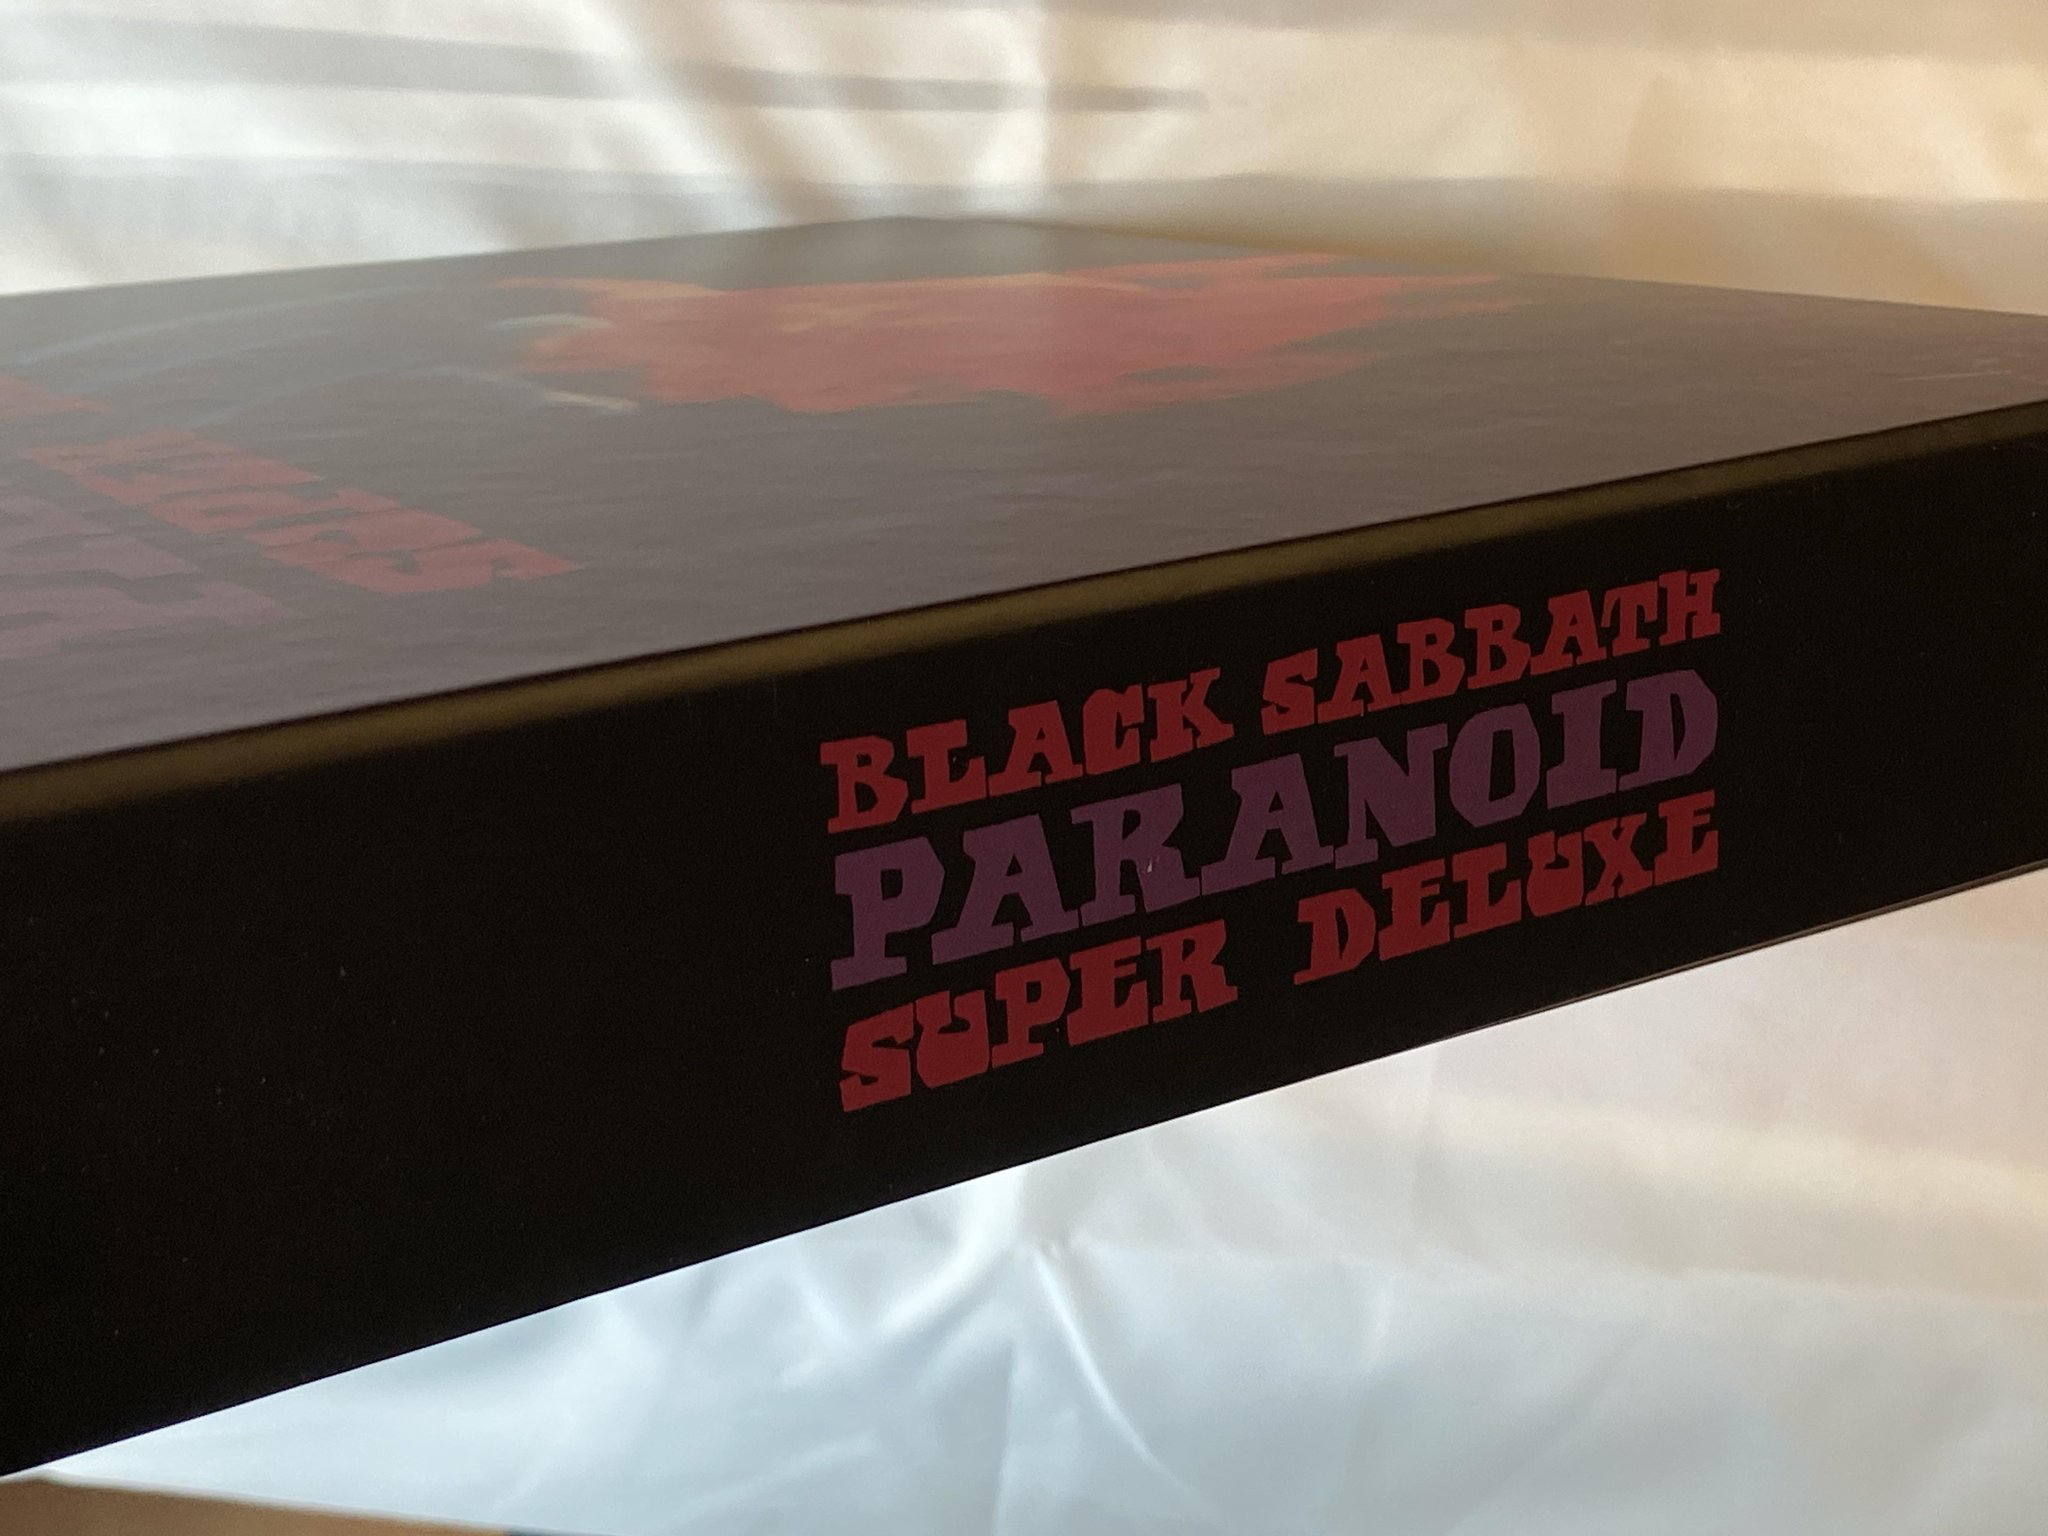 BLACK SABBATH
PARANOID
SUPER DELUXE